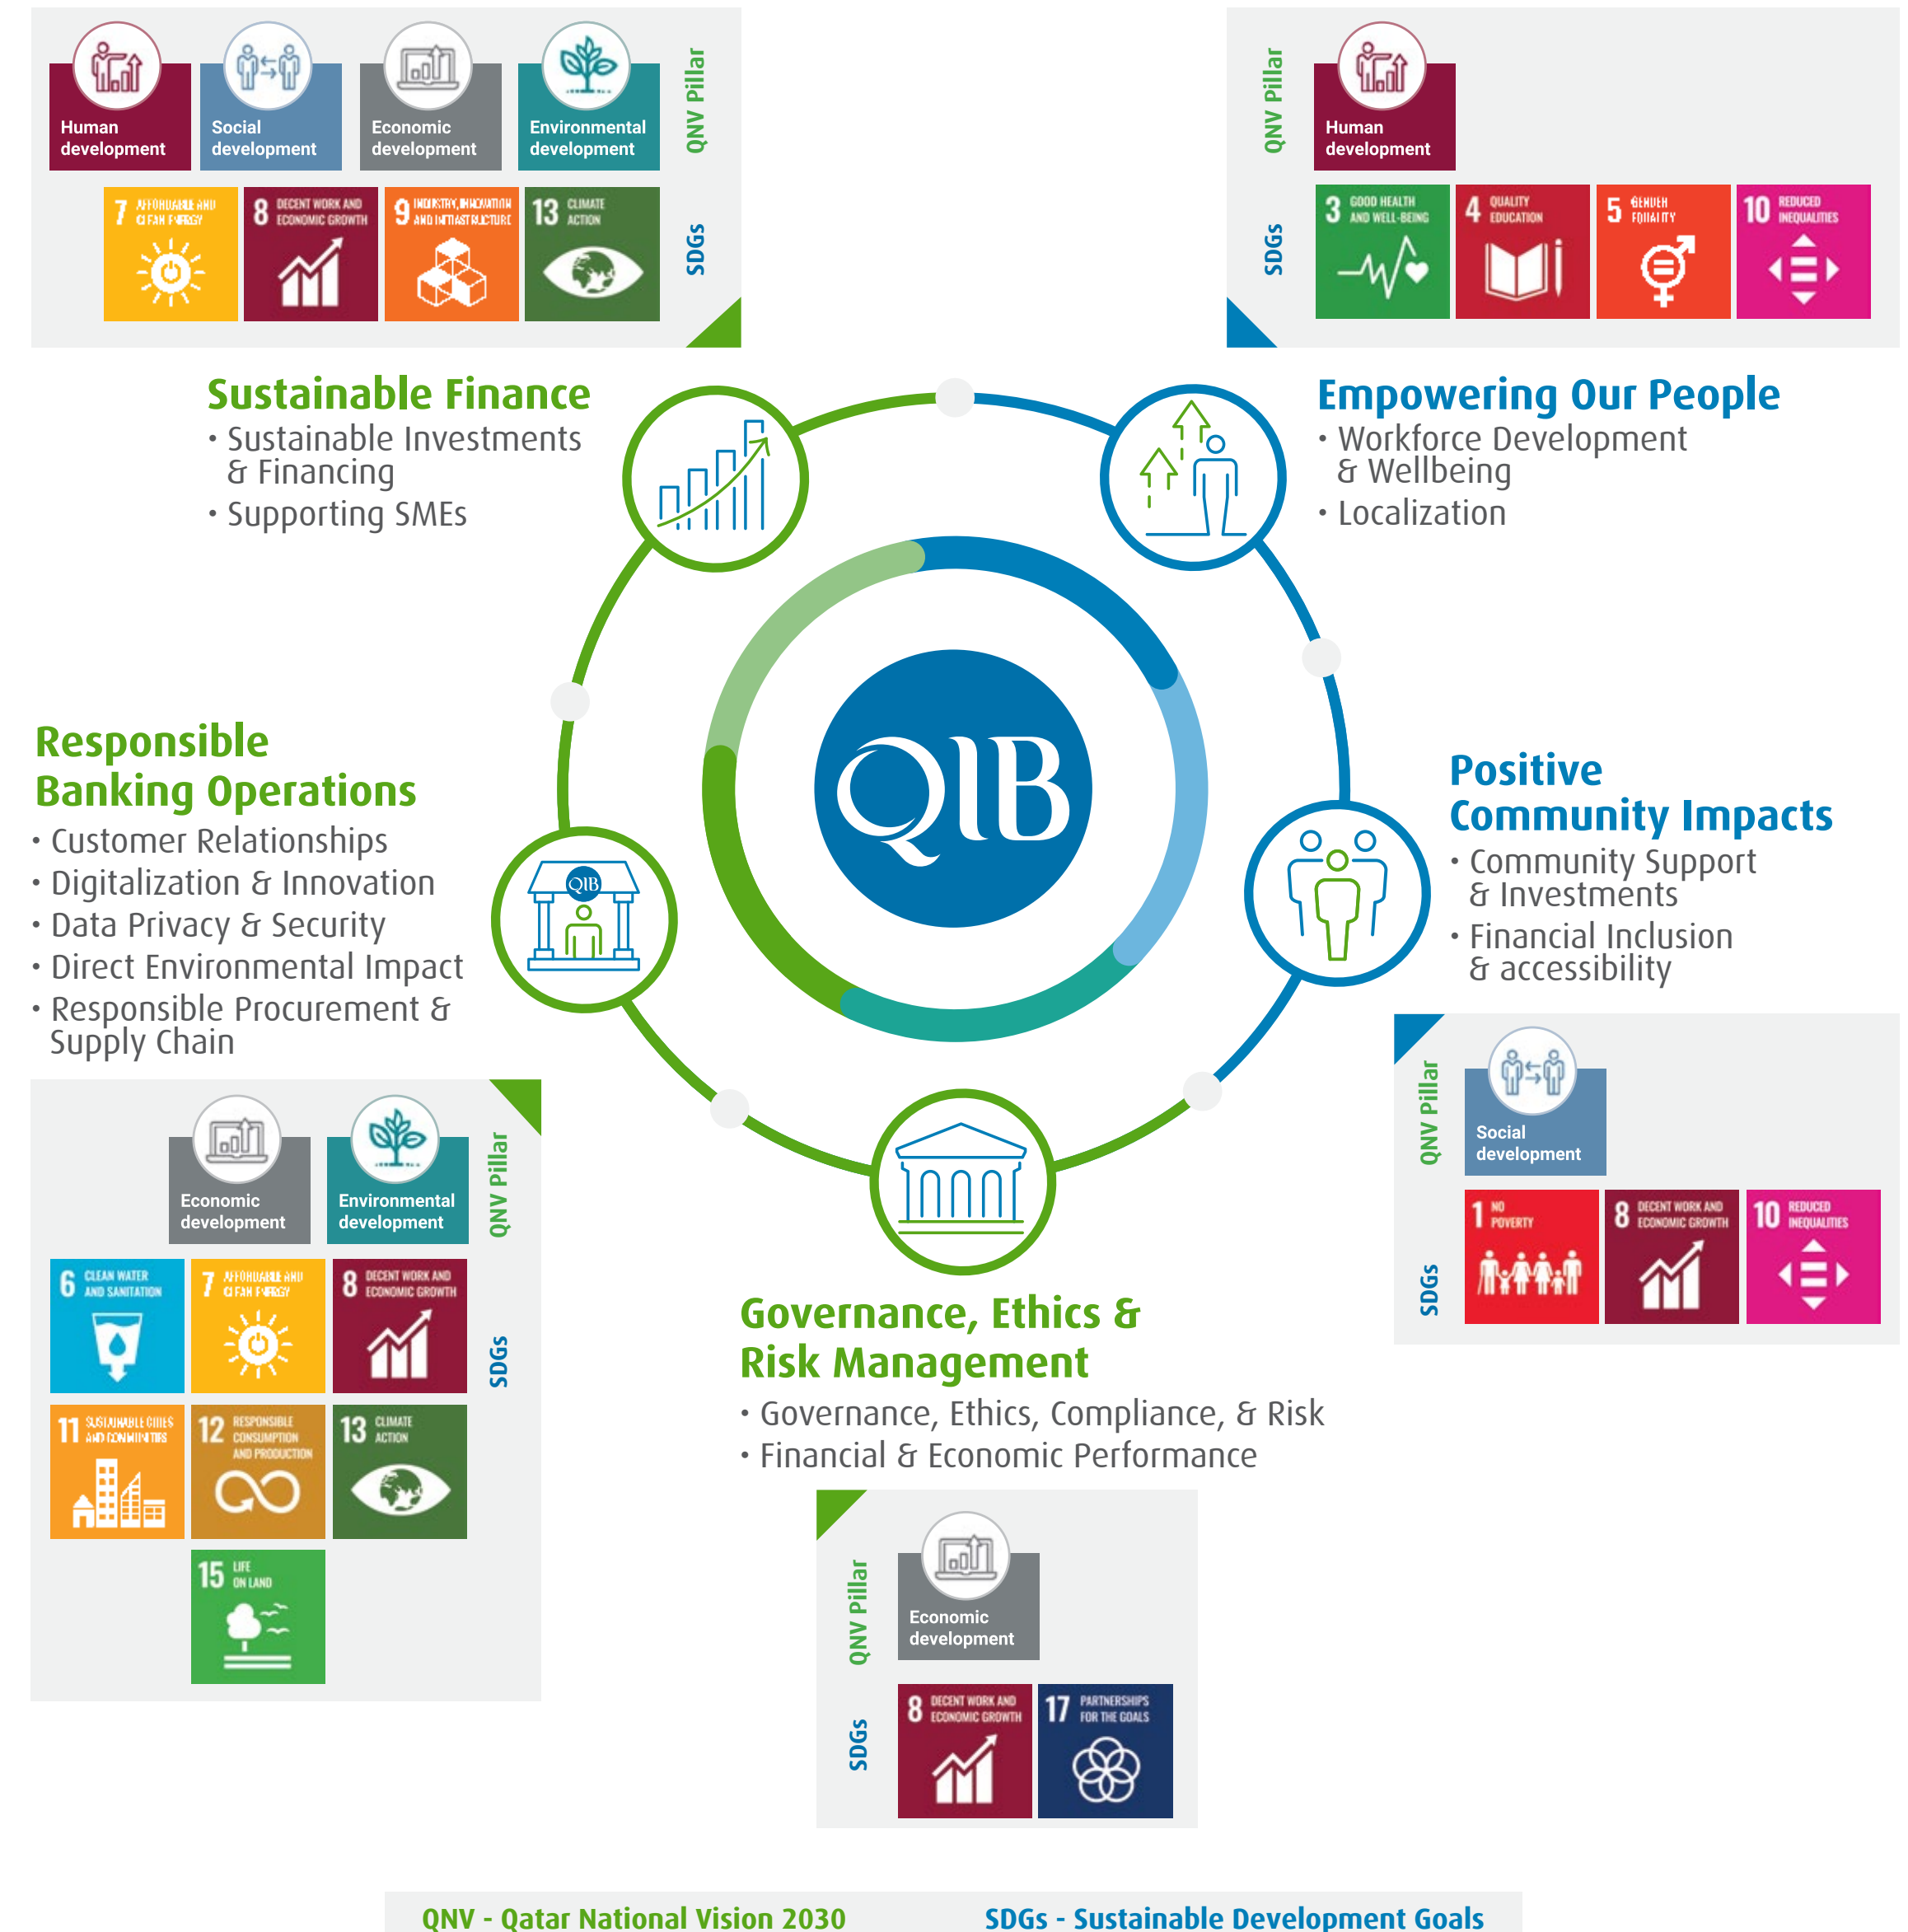 Human
development
Social
development
Economic
development
Environmental
development
QNV Pillar
7 AFFORDABLE AND
CLEAN ENERGY
8 DECENT WORK AND
ECONOMIC GROWTH
9 INDUSTRY, INNOVATION
AND INFRASTRUCTURE
13 CLIMATE
ACTION
SDGs
QNV Pillar
Human
development
SDGs
3 GOOD HEALTH
AND WELL-BEING
4 QUALITY
EDUCATION
5 GENDER
EQUALITY
10 REDUCED
INEQUALITIES
Sustainable Finance
• Sustainable Investments
& Financing
• Supporting SMEs
Empowering Our People
• Workforce Development
& Wellbeing
• Localization
QIB
Responsible
Banking Operations
• Customer Relationships
• Digitalization & Innovation
• Data Privacy & Security
• Direct Environmental Impact
• Responsible Procurement &
Supply Chain
QIB
Positive
Community Impacts
• Community Support
& Investments
• Financial Inclusion
& accessibility
Economic
development
Environmental
development
QNV Pillar
6 CLEAN WATER
AND SANITATION
7 AFFORDABLE AND
CLEAN ENERGY
8 DECENT WORK AND
ECONOMIC GROWTH
SDGs
11 SUSTAINABLE CITIES
AND COMMUNITIES
12 RESPONSIBLE
CONSUMPTION
AND PRODUCTION
13 CLIMATE
ACTION
15 LIFE
ON LAND
QNV Pillar
Social
development
SDGs
1 NO
POVERTY
8 DECENT WORK AND
ECONOMIC GROWTH
10 REDUCED
INEQUALITIES
Governance, Ethics &
Risk Management
• Governance, Ethics, Compliance, & Risk
• Financial & Economic Performance
QNV Pillar
Economic
development
SDGs
8 DECENT WORK AND
ECONOMIC GROWTH
17 PARTNERSHIPS
FOR THE GOALS
QNV - Qatar National Vision 2030
SDGs - Sustainable Development Goals